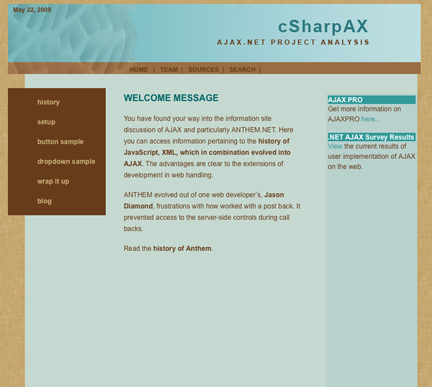 May 22, 2009
cSharpAX
AJAX.NET PROJECT ANALYSIS
HOME | TEAM | SOURCES | SEARCH |
history
setup
button sample
dropdown sample
wrap it up
blog
WELCOME MESSAGE
You have found your way into the information site
discussion of AJAX and particularly ANTHEM.NET. Here
you can access information pertaining to the history of
JavaScript, XML, which in combination evolved into
AJAX. The advantages are clear to the extensions of
development in web handling.
ANTHEM evolved out of one web developer's, Jason
Diamond, frustrations with how worked with a post back. It
prevented access to the server-side controls during call
backs.
Read the history of Anthem.
AJAX PRO
Get more information on
AJAXPRO here...
.NET AJAX Survey Results
View the current results of
user implementation of AJAX
on the web.